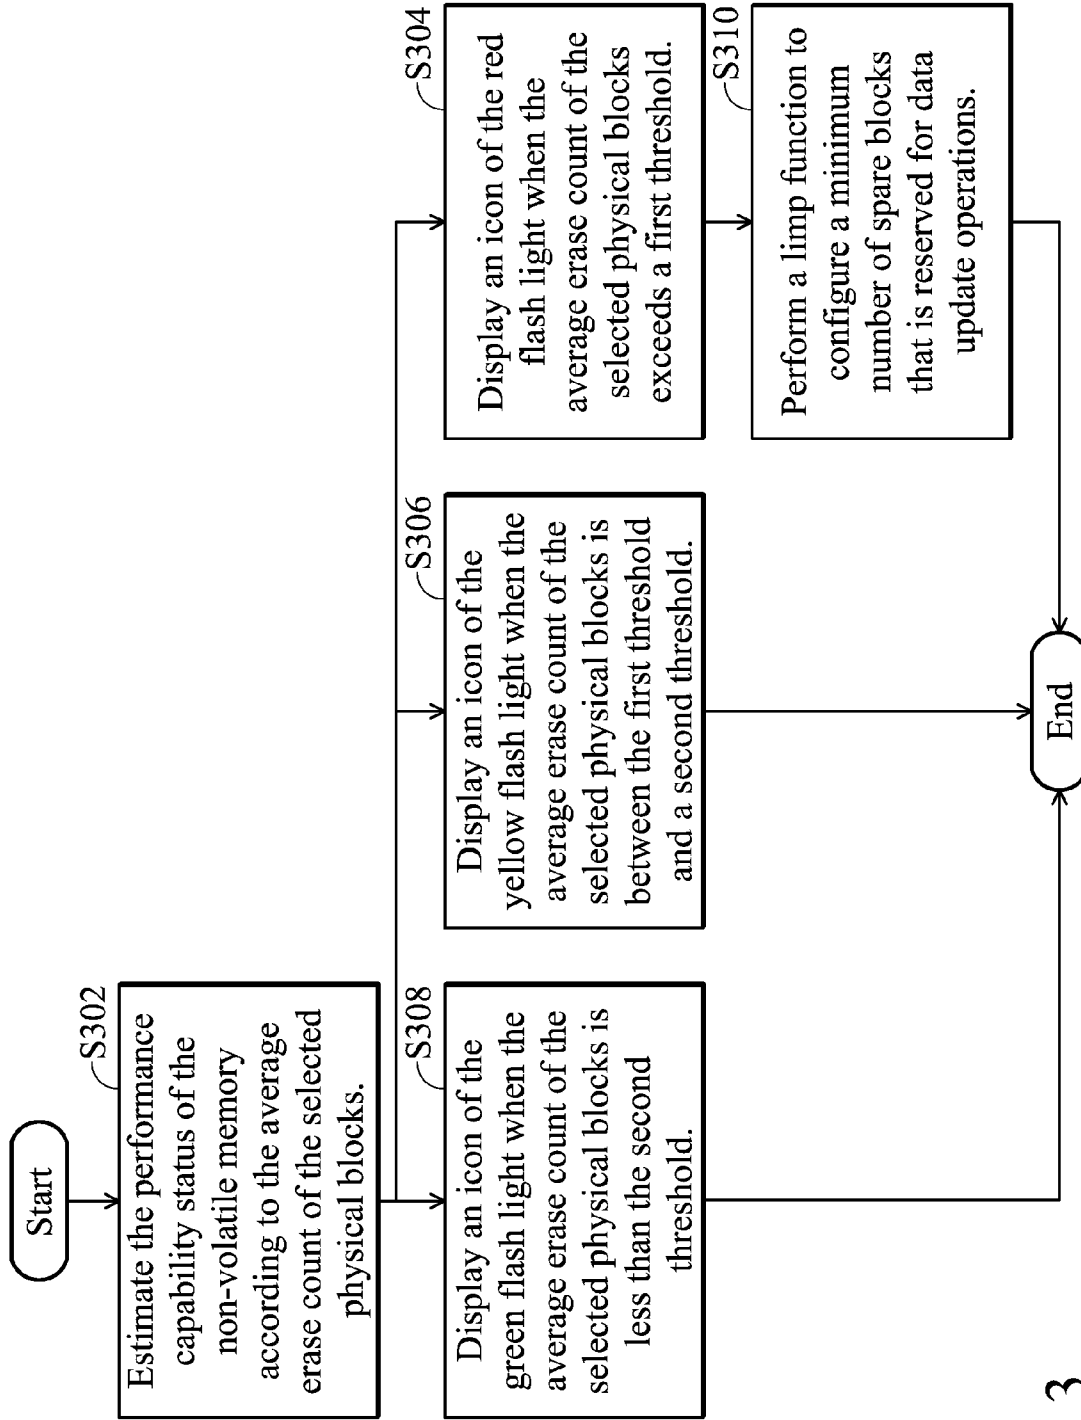 Start
S302
Estimate the performance
capability status of the
non-volatile memory
according to the average
erase count of the selected
physical blocks.
S308
Display an icon of the
green flash light when the
average erase count of the
selected physical blocks is
less than the second
threshold.
S306
Display an icon of the
yellow flash light when the
average erase count of the
selected physical blocks is
between the first threshold
and a second threshold.
S304
Display an icon of the red
flash light when the
average erase count of the
selected physical blocks
exceeds a first threshold.
S310
Perform a limp function to
configure a minimum
number of spare blocks
that is reserved for data
update operations.
End
3